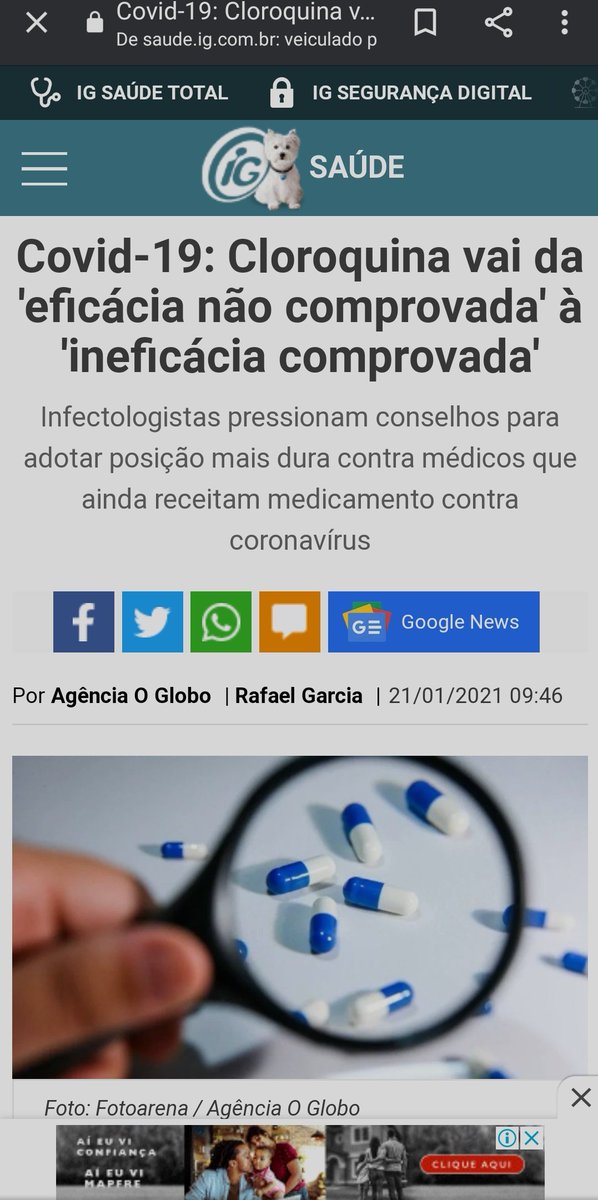 Covid-19: Cloroquina v...
De saude.ig.com.br: veiculado p
IG SAÚDE TOTAL
IG SEGURANÇA DIGITAL
iG SAÚDE
Covid-19: Cloroquina vai da
'eficácia não comprovada' à
'ineficácia comprovada'
Infectologistas pressionam conselhos para
adotar posição mais dura contra médicos que
ainda receitam medicamento contra
coronavírus
Google News
Por Agência O Globo | Rafael Garcia | 21/01/2021 09:46
Foto: Fotoarena / Agência O Globo
AÍ EU VI
CONFIANÇA
AÍ EU VI
MAPFRE
CLIQUE AQUI